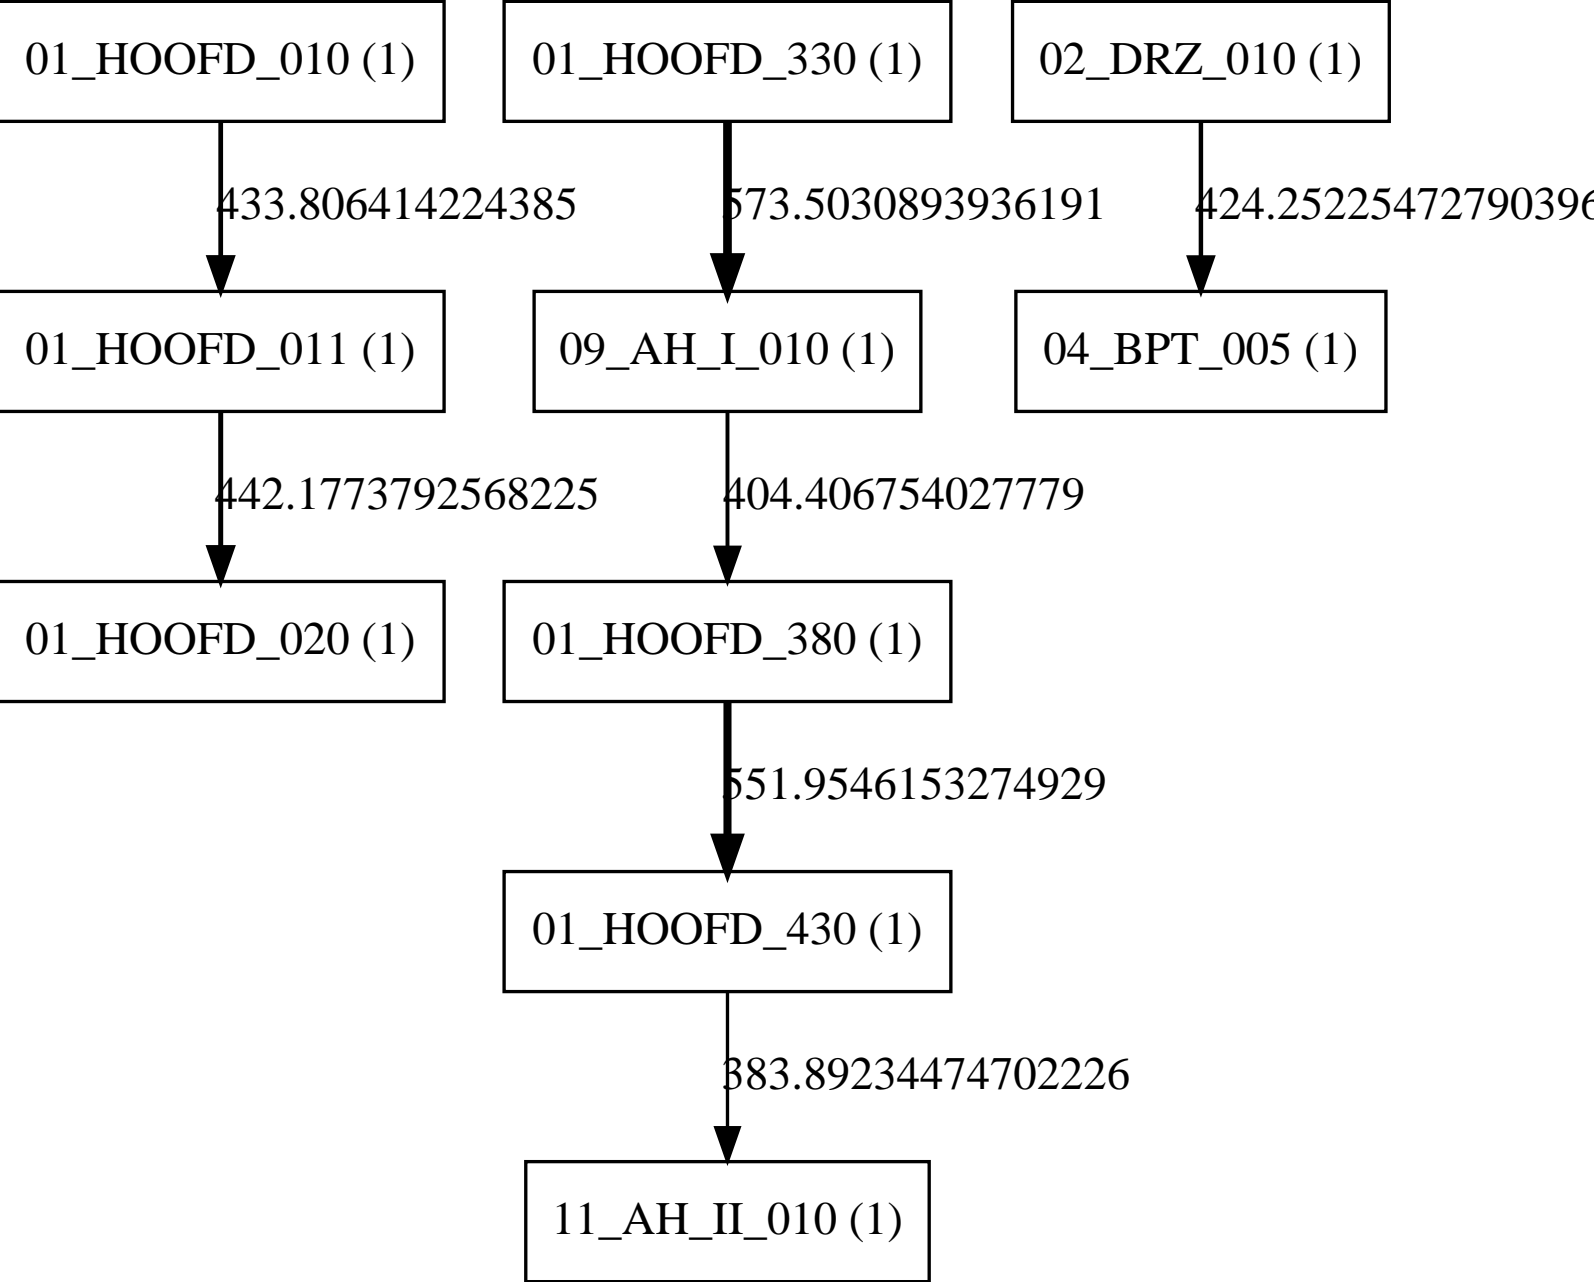 01_HOOFD_010 (1)
01_HOOFD_330 (1)
02_DRZ_010 (1)
433.806414224385
573.5030893936191
424.25225472790396
01_HOOFD_011 (1)
09_AH_I_010 (1)
04_BPT_005 (1)
442.1773792568225
404.406754027779
01_HOOFD_020 (1)
01_HOOFD_380 (1)
551.9546153274929
01_HOOFD_430 (1)
383.89234474702226
11_AH_II_010 (1)